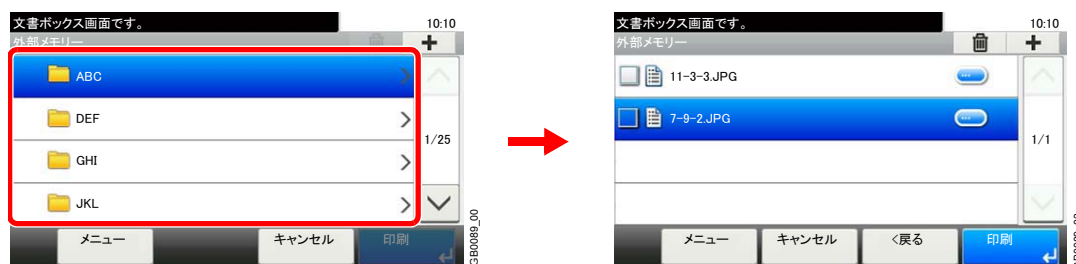 文書ボックス画面です。
10:10
外部メモリー
ABC
DEF
GHI
JKL
1/25
メニュー
キャンセル
印刷
GB0089_00
文書ボックス画面です。
10:10
外部メモリー
11-3-3.JPG
7-9-2.JPG
1/1
メニュー
キャンセル
<戻る
印刷